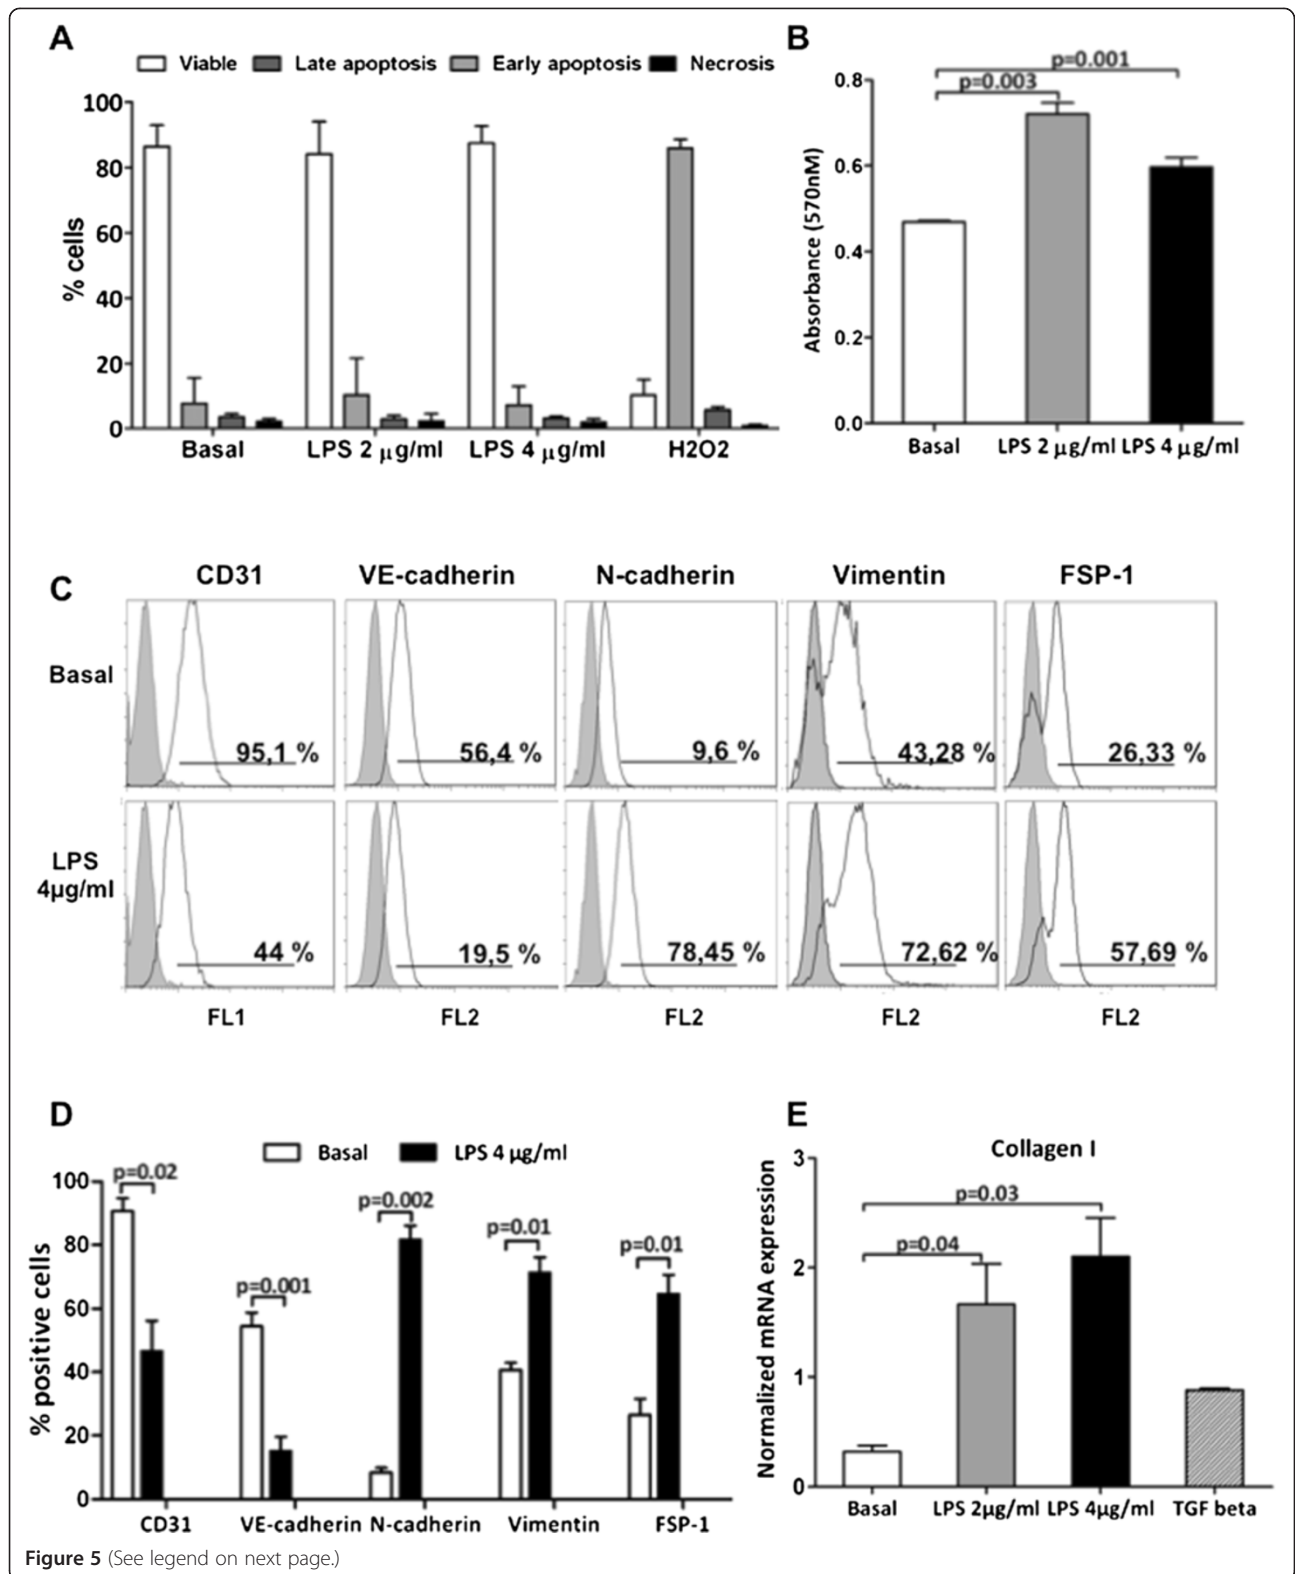 A
Viable Late apoptosis Early apoptosis Necrosis
% cells
100
80
60
40
20
0
Basal LPS 2 μg/ml LPS 4 μg/ml H2O2
B
p=0.001
p=0.003
Absorbance (570nM)
0.8
0.6
0.4
0.2
0.0
Basal LPS 2 μg/ml LPS 4 μg/ml
C
CD31 VE-cadherin N-cadherin Vimentin FSP-1
Basal
95,1 % 56,4 % 9,6 % 43,28 % 26,33 %
LPS
4μg/ml
44 % 19,5 % 78,45 % 72,62 % 57,69 %
FL1 FL2 FL2 FL2 FL2
D
Basal LPS 4 μg/ml
% positive cells
100
80
60
40
20
0
p=0.02
p=0.001
p=0.002
p=0.01
p=0.01
CD31 VE-cadherin N-cadherin Vimentin FSP-1
E
Collagen I
Normalized mRNA expression
3
2
1
0
p=0.03
p=0.04
Basal LPS 2μg/ml LPS 4μg/ml TGF beta
Figure 5 (See legend on next page.)